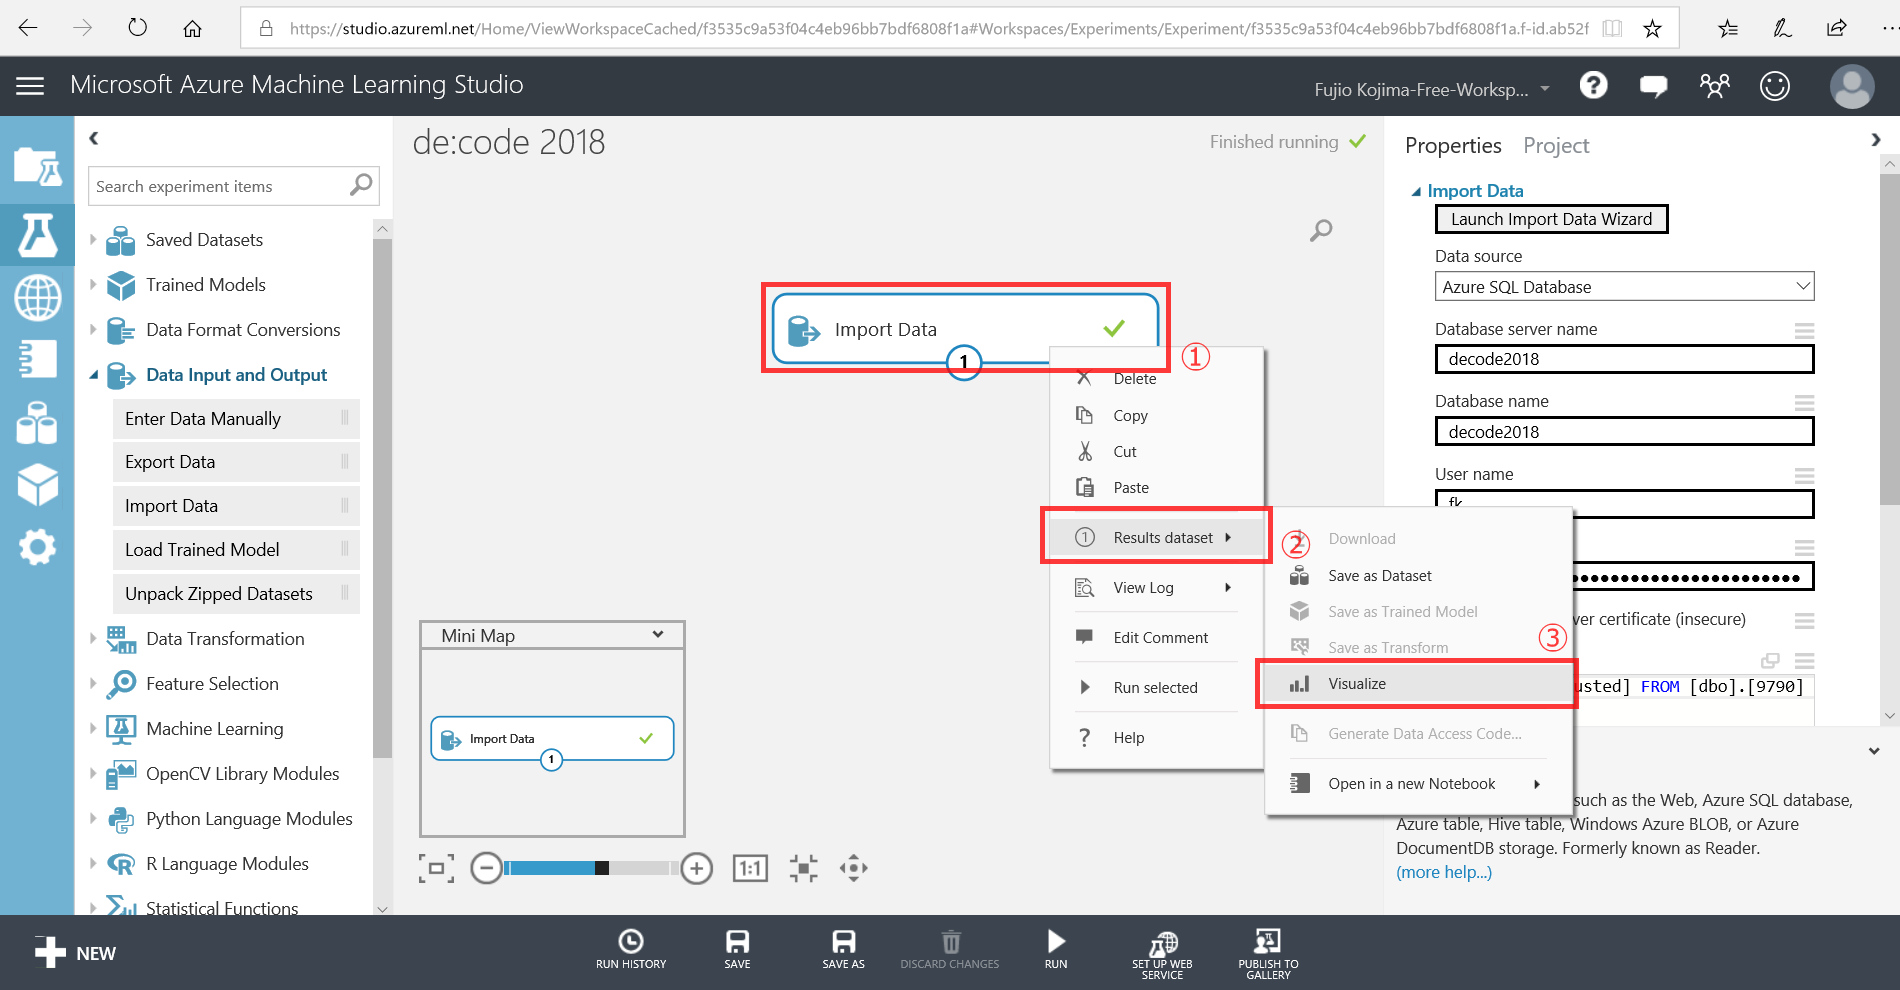 https://studio.azureml.net/Home/ViewWorkspaceCached/f3535c9a53f04c4eb96bb7bdf6808f1a#Workspaces/Experiments/Experiment/f3535c9a53f04c4eb96bb7bdf6808f1a.f-id.ab52f
Microsoft Azure Machine Learning Studio
Fujio Kojima-Free-Worksp...
?
de:code 2018
Finished running
Properties
Project
Search experiment items
Saved Datasets
Trained Models
Data Format Conversions
Data Input and Output
Enter Data Manually
Export Data
Import Data
Load Trained Model
Unpack Zipped Datasets
Data Transformation
Feature Selection
Machine Learning
OpenCV Library Modules
Python Language Modules
R Language Modules
Statistical Functions
Import Data
1
①
Delete
Copy
Cut
Paste
1 Results dataset
②
View Log
Edit Comment
Run selected
? Help
Download
Save as Dataset
Save as Trained Model
Save as Transform
③
Visualize
Generate Data Access Code...
Open in a new Notebook
Mini Map
Import Data
1
1:1
Import Data
Launch Import Data Wizard
Data source
Azure SQL Database
Database server name
decode2018
Database name
decode2018
User name
fk
ver certificate (insecure)
usted] FROM [dbo].[9790]
such as the Web, Azure SQL database,
Azure table, Hive table, Windows Azure BLOB, or Azure
DocumentDB storage. Formerly known as Reader.
(more help...)
NEW
RUN HISTORY
SAVE
SAVE AS
DISCARD CHANGES
RUN
SET UP WEB
SERVICE
PUBLISH TO
GALLERY